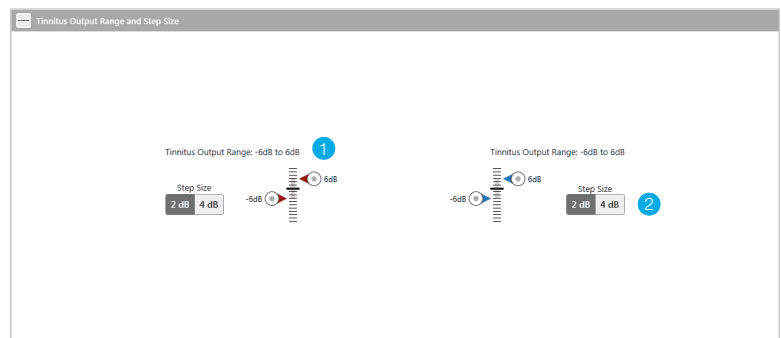 Tinnitus Output Range and Step Size
Tinnitus Output Range: -6dB to 6dB
1
6dB
Step Size
2 dB 4 dB
-6dB
Tinnitus Output Range: -6dB to 6dB
6dB
-6dB
Step Size
2 dB 4 dB
2